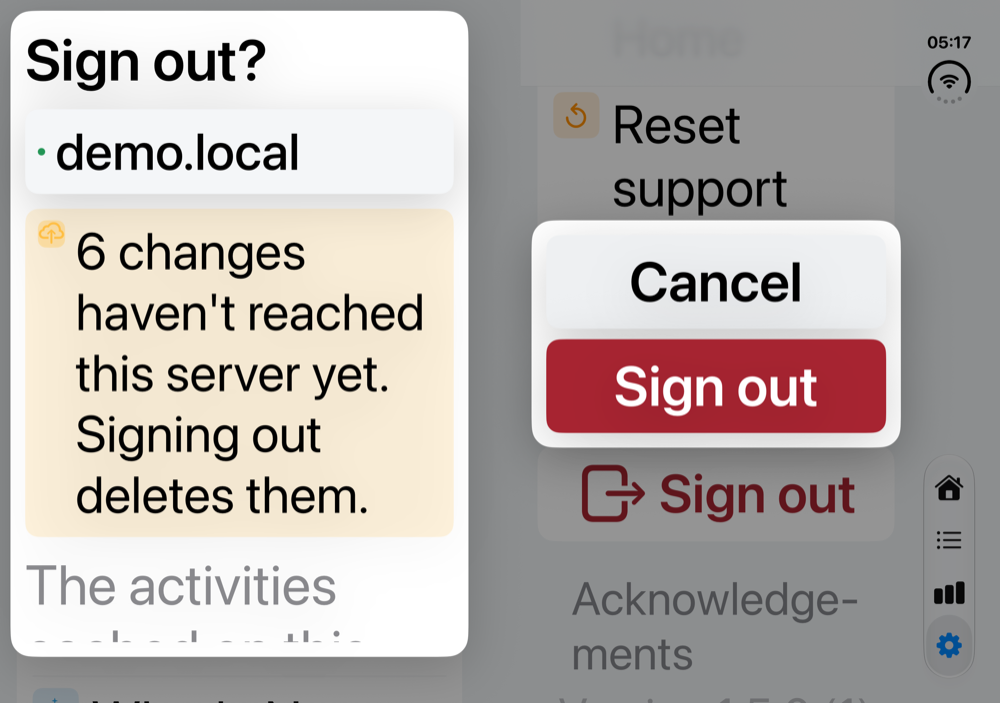 Sign out?
demo.local
6 changes
haven't reached
this server yet.
Signing out
deletes them.
The activities
Home
05:17
Reset
support
Cancel
Sign out
Sign out
Acknowledge-
ments